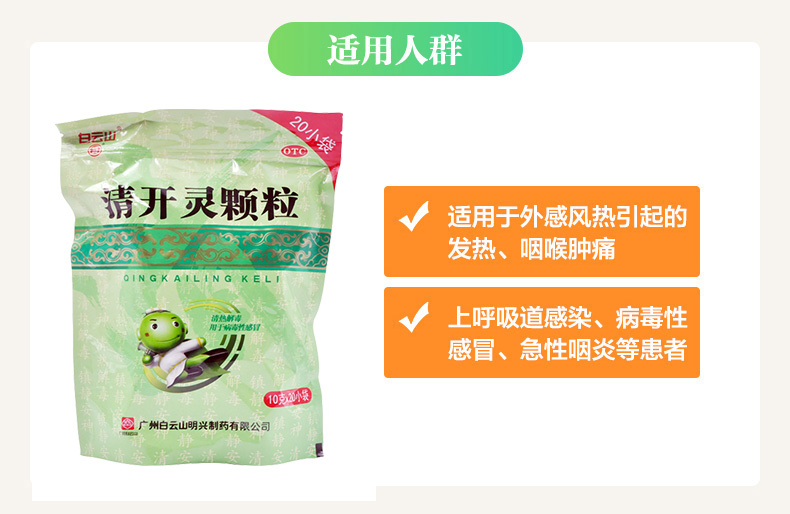 适用人群
白云山
20小袋
OTC
清开灵颗粒
QINGKAILING KELI
清热解毒
用于病毒性感冒
10克x20小袋
广州白云山明兴制药有限公司
适用于外感风热引起的
发热、咽喉肿痛
上呼吸道感染、病毒性
感冒、急性咽炎等患者